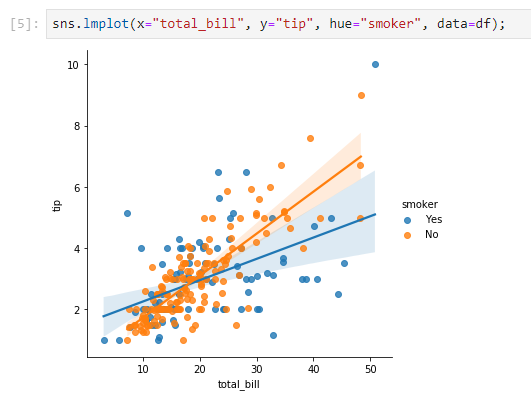 [5]: sns.lmplot(x="total_bill", y="tip", hue="smoker", data=df);
10
8
6
4
2
tip
10 20 30 40 50
total_bill
smoker
Yes
No